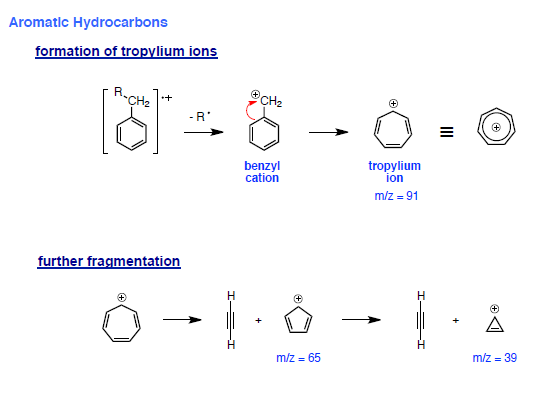 Aromatic Hydrocarbons
formation of tropylium ions
R
CH2
•+
- R•
⊕
CH2
⊕
≡
⊕
benzyl
cation
tropylium
ion
m/z = 91
further fragmentation
⊕
H
H
+
⊕
m/z = 65
H
H
+
⊕
m/z = 39